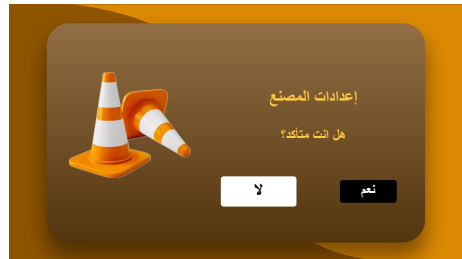 إعدادات المصنع
هل انت متأكد؟
نعم
لا